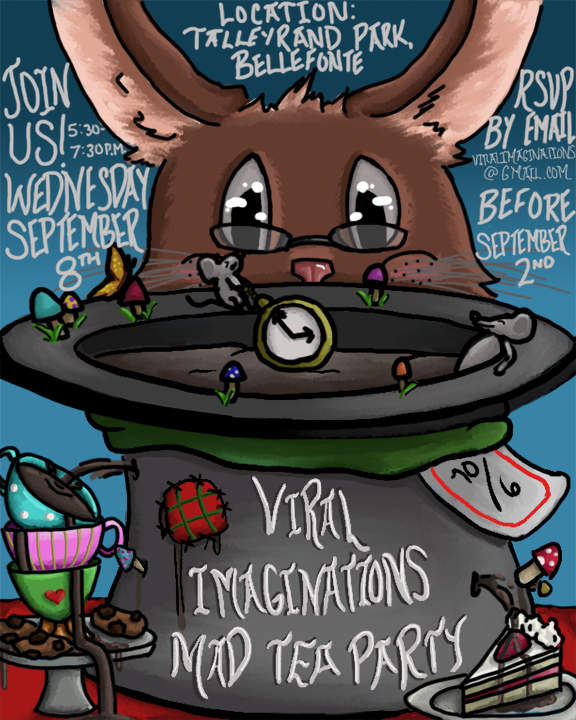 LOCATION:
TALLEYRAND PARK,
BELLEFONTE
JOIN
US! 5:30-
7:30P.M.
WEDNESDAY
SEPTEMBER
8TH
RSVP
BY EMAIL
VIRALIMAGINATIONS
@GMAIL.COM
BEFORE
SEPTEMBER
2ND
10/6
VIRAL
IMAGINATIONS
MAD TEA PARTY